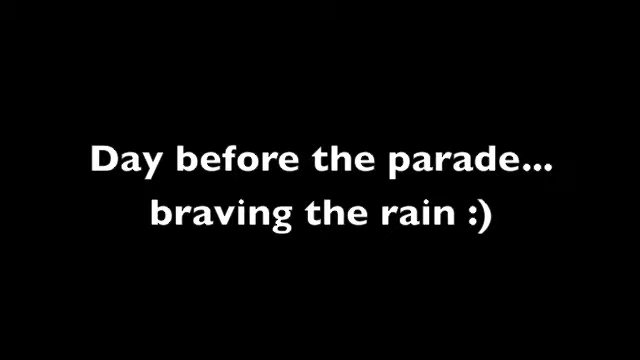 Day before the parade...
braving the rain :)